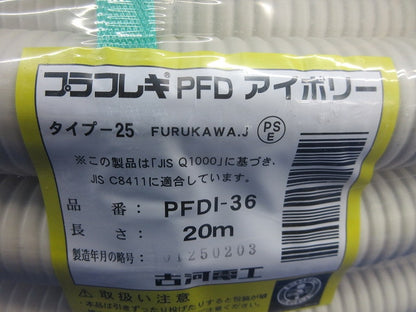 プラフレキ PFD アイボリー
タイプ-25 FURUKAWA.J PS E
※この製品は「JIS Q1000」に基づき、
JIS C8411に適合しています。
品 番: PFDI-36
長 さ: 20m
製造年月の略号: 01250203
古河電工
⚠取扱い注意